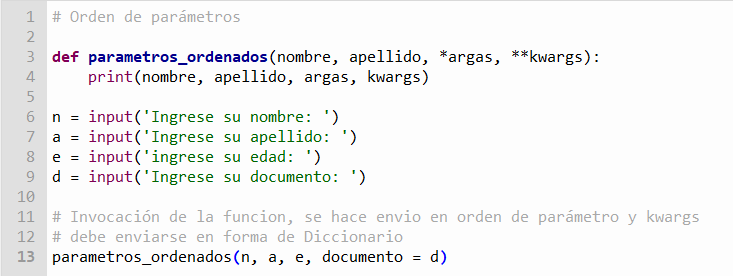 1 # Orden de parámetros
2
3 def parametros_ordenados(nombre, apellido, *argas, **kwargs):
4     print(nombre, apellido, argas, kwargs)
5
6 n = input('Ingrese su nombre: ')
7 a = input('Ingrese su apellido: ')
8 e = input('ingrese su edad: ')
9 d = input('Ingrese su documento: ')
10
11 # Invocación de la funcion, se hace envio en orden de parámetro y kwargs
12 # debe enviarse en forma de Diccionario
13 parametros_ordenados(n, a, e, documento = d)